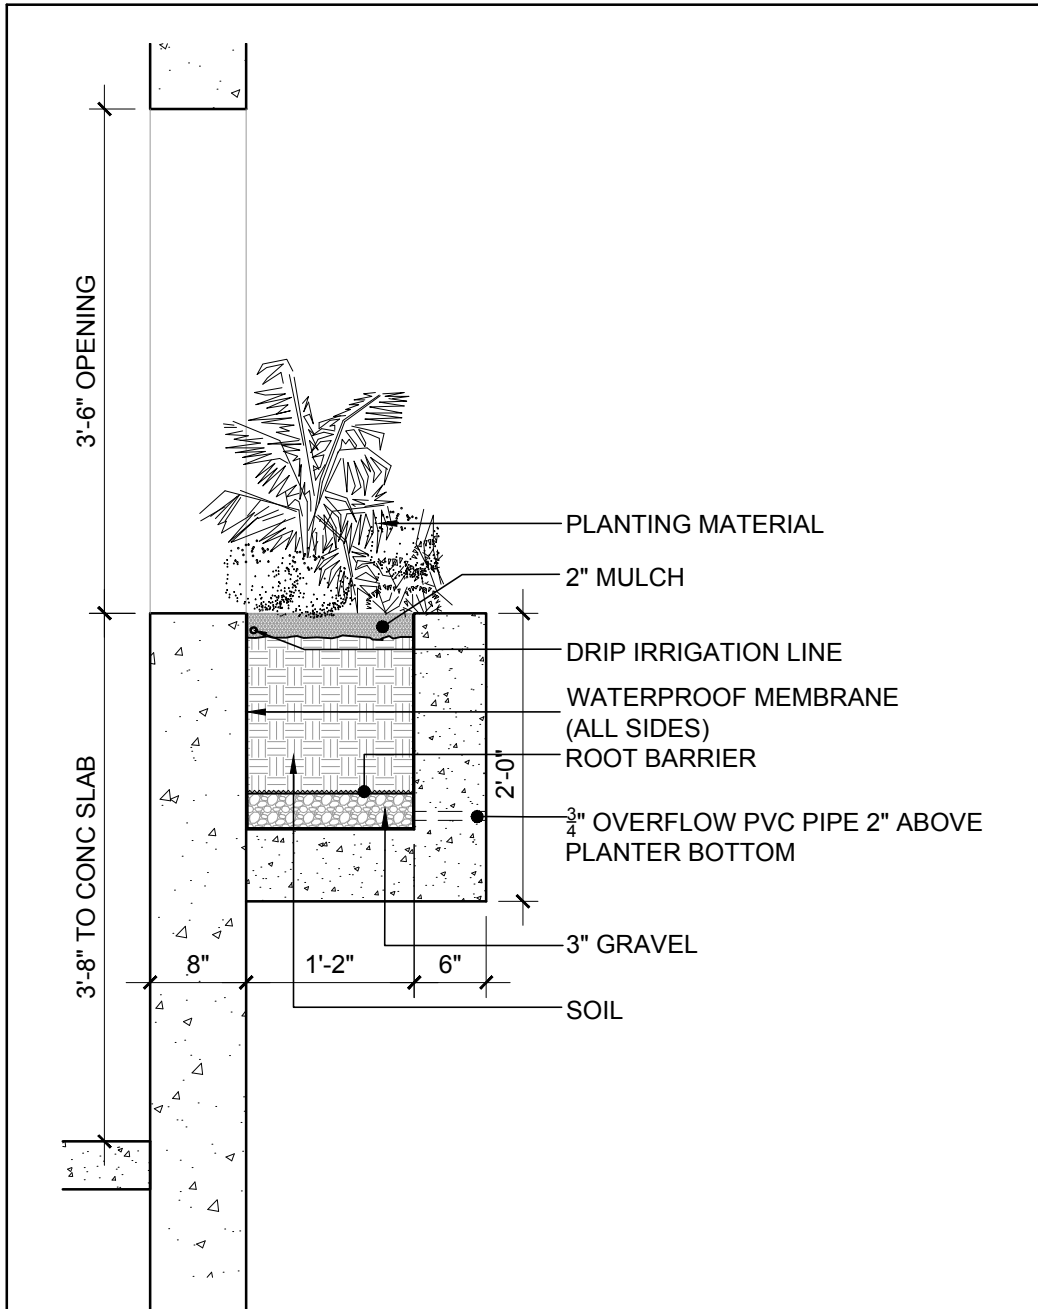 3'-6" OPENING
PLANTING MATERIAL
2" MULCH
DRIP IRRIGATION LINE
WATERPROOF MEMBRANE
(ALL SIDES)
ROOT BARRIER
2'-0"
3/4" OVERFLOW PVC PIPE 2" ABOVE
PLANTER BOTTOM
3'-8" TO CONC SLAB
3" GRAVEL
8"
1'-2"
6"
SOIL